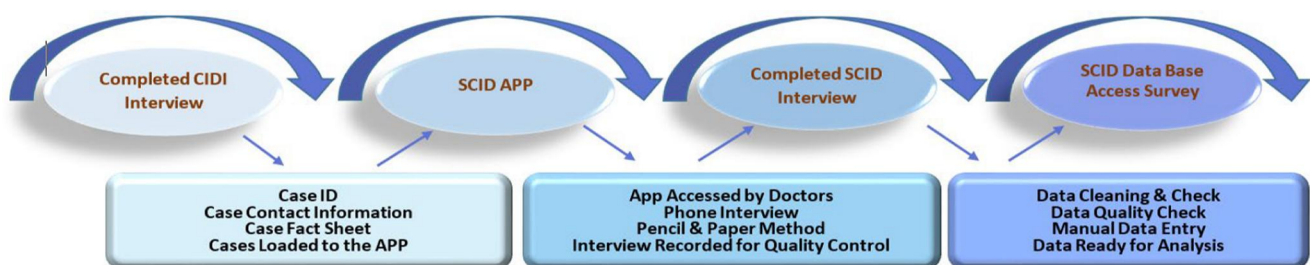 Completed CIDI
Interview
SCID APP
Completed SCID
Interview
SCID Data Base
Access Survey
Case ID
Case Contact Information
Case Fact Sheet
Cases Loaded to the APP
App Accessed by Doctors
Phone Interview
Pencil & Paper Method
Interview Recorded for Quality Control
Data Cleaning & Check
Data Quality Check
Manual Data Entry
Data Ready for Analysis